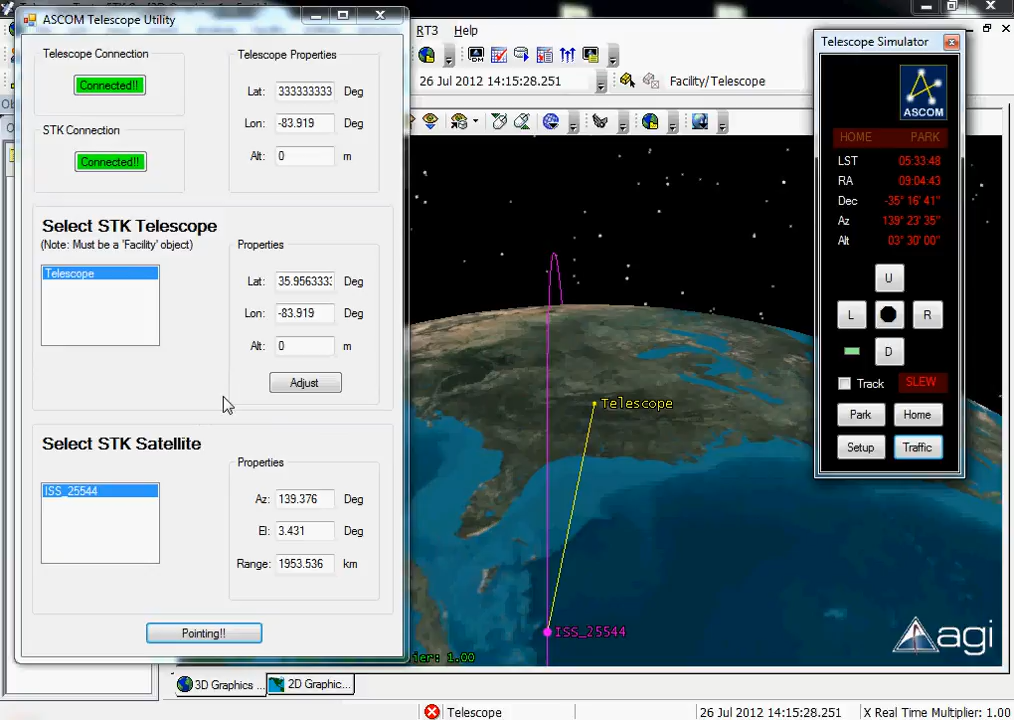 ASCOM Telescope Utility
Telescope Connection
Connected!!
STK Connection
Connected!!
Telescope Properties
Lat: 333333333 Deg
Lon: -83.919 Deg
Alt: 0 m
Select STK Telescope
(Note: Must be a 'Facility' object)
Telescope
Properties
Lat: 35.956333 Deg
Lon: -83.919 Deg
Alt: 0 m
Adjust
Select STK Satellite
ISS_25544
Properties
Az: 139.376 Deg
El: 3.431 Deg
Range: 1953.536 km
Pointing!!
RT3 Help
26 Jul 2012 14:15:28.251
Facility/Telescope
Telescope
ISS_25544
ier: 1.00
agi
Telescope Simulator
ASCOM
HOME PARK
LST 05:33:48
RA 09:04:43
Dec -35° 16' 41"
Az 139° 23' 35"
Alt 03° 30' 00"
U
L R
D
Track SLEW
Park Home
Setup Traffic
3D Graphics ...
2D Graphic...
Telescope
26 Jul 2012 14:15:28.251
X Real Time Multiplier: 1.00